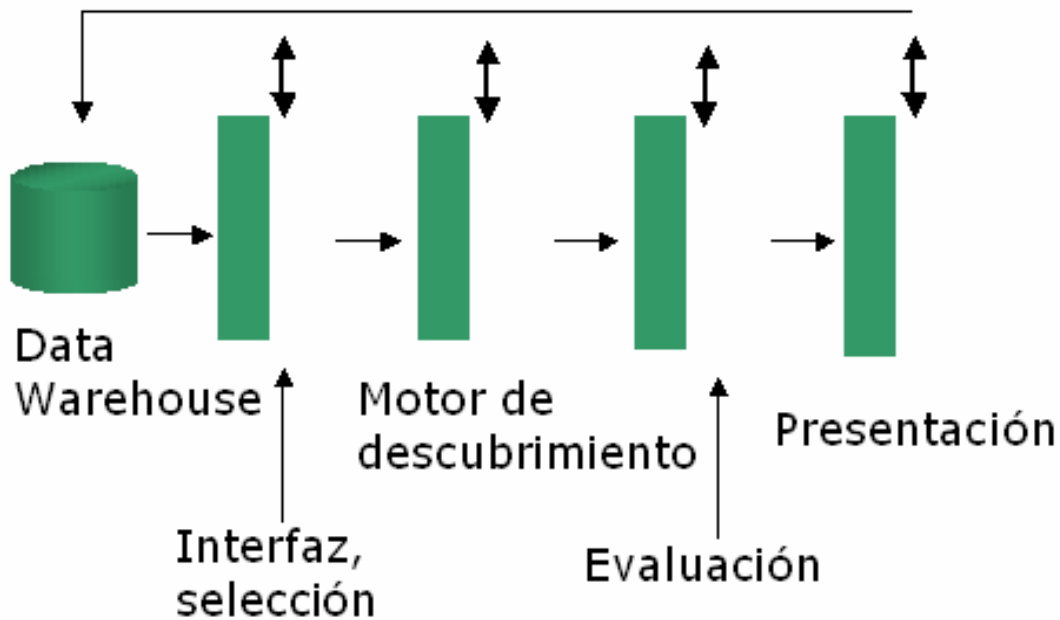 Data
Warehouse
Motor de
descubrimiento
Presentación
Interfaz,
selección
Evaluación